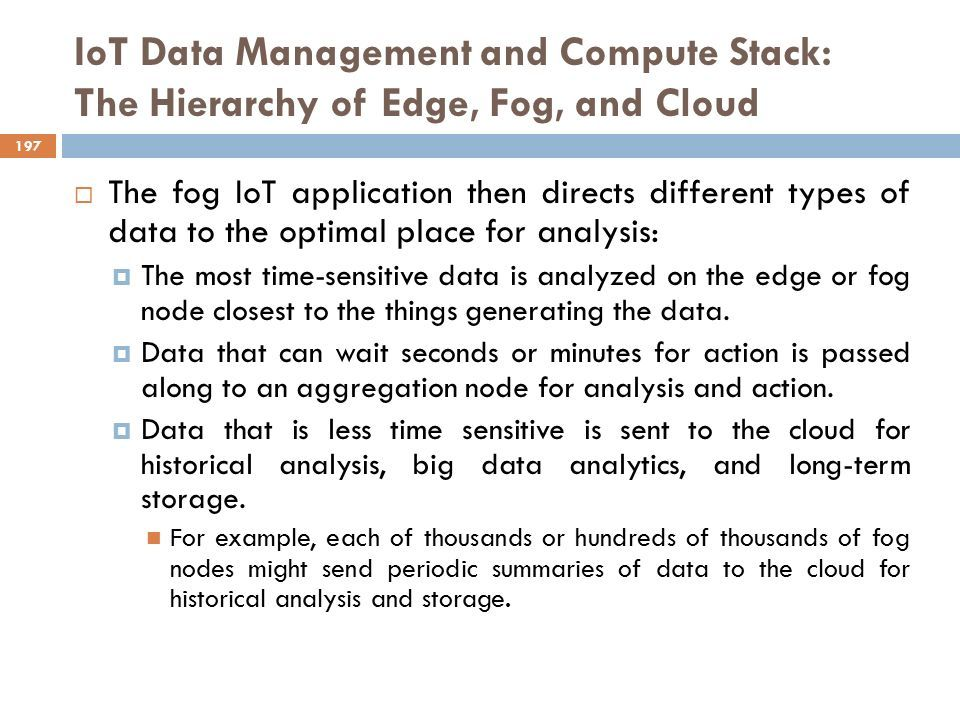 IoT Data Management and Compute Stack:
The Hierarchy of Edge, Fog, and Cloud
197
The fog IoT application then directs different types of
data to the optimal place for analysis:
The most time-sensitive data is analyzed on the edge or fog
node closest to the things generating the data.
Data that can wait seconds or minutes for action is passed
along to an aggregation node for analysis and action.
Data that is less time sensitive is sent to the cloud for
historical analysis, big data analytics, and long-term
storage.
For example, each of thousands or hundreds of thousands of fog
nodes might send periodic summaries of data to the cloud for
historical analysis and storage.